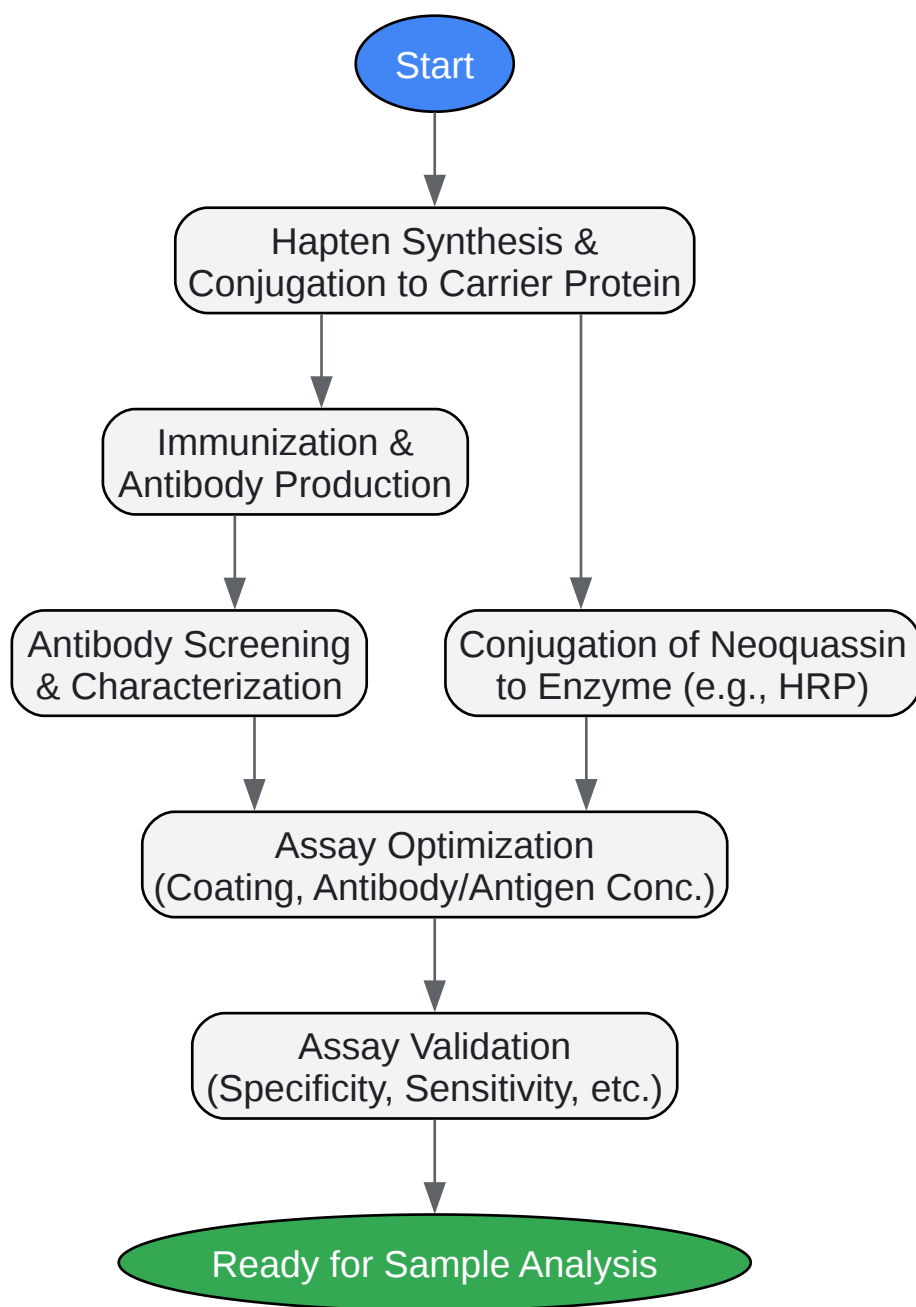 Start
Hapten Synthesis &
Conjugation to Carrier Protein
Immunization &
Antibody Production
Antibody Screening
& Characterization
Conjugation of Neoquassin
to Enzyme (e.g., HRP)
Assay Optimization
(Coating, Antibody/Antigen Conc.)
Assay Validation
(Specificity, Sensitivity, etc.)
Ready for Sample Analysis